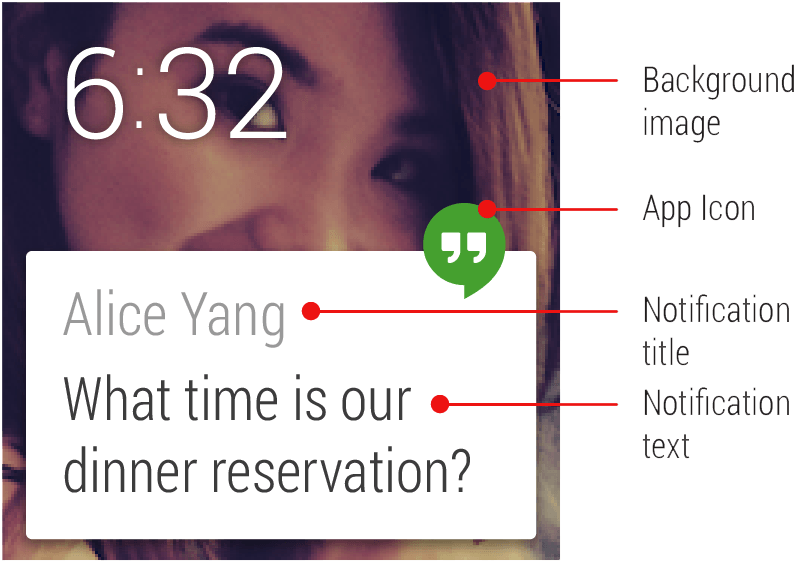 6:32
Background
image
App Icon
Alice Yang
Notification
title
What time is our
dinner reservation?
Notification
text